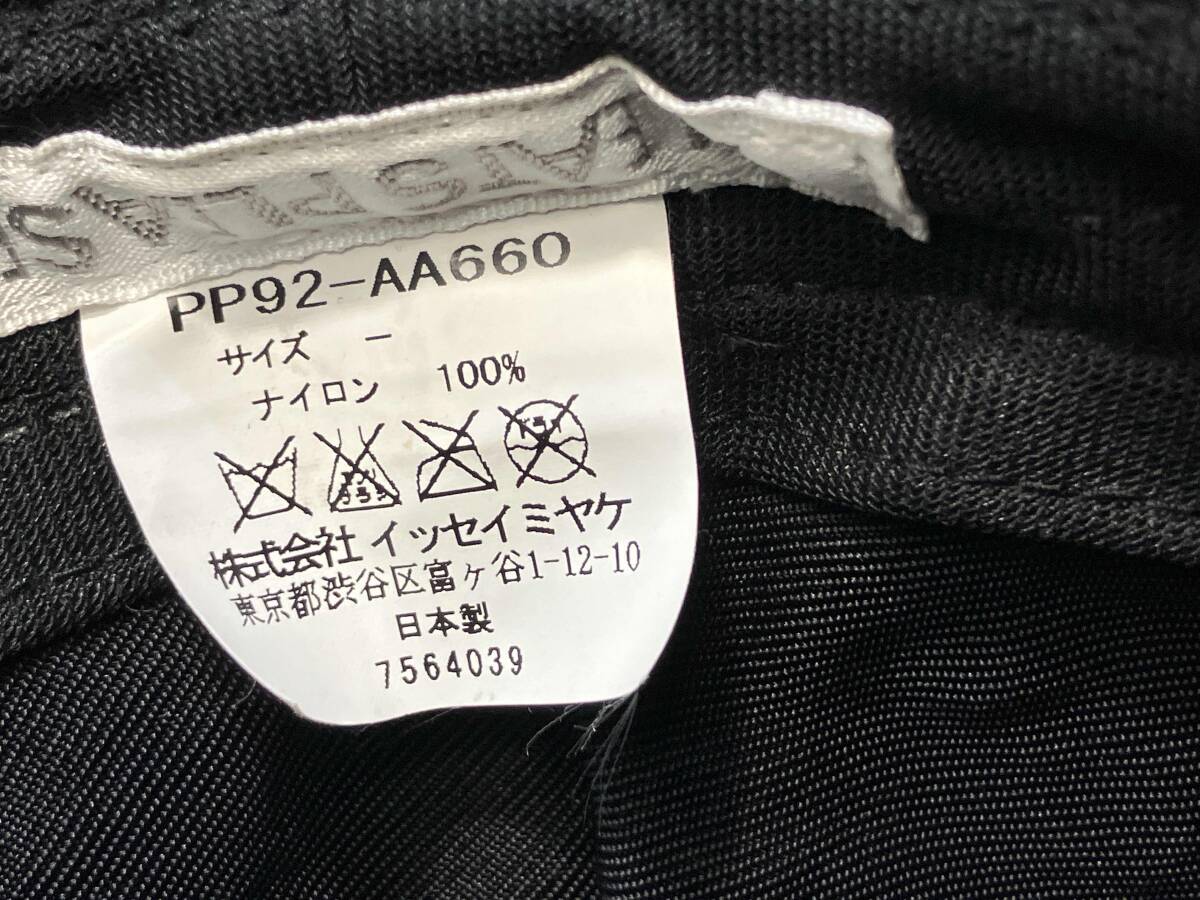 PP92-AA660
サイズ －
ナイロン 100%
株式会社 イッセイミヤケ
東京都渋谷区富ヶ谷1-12-10
日本製
7564039